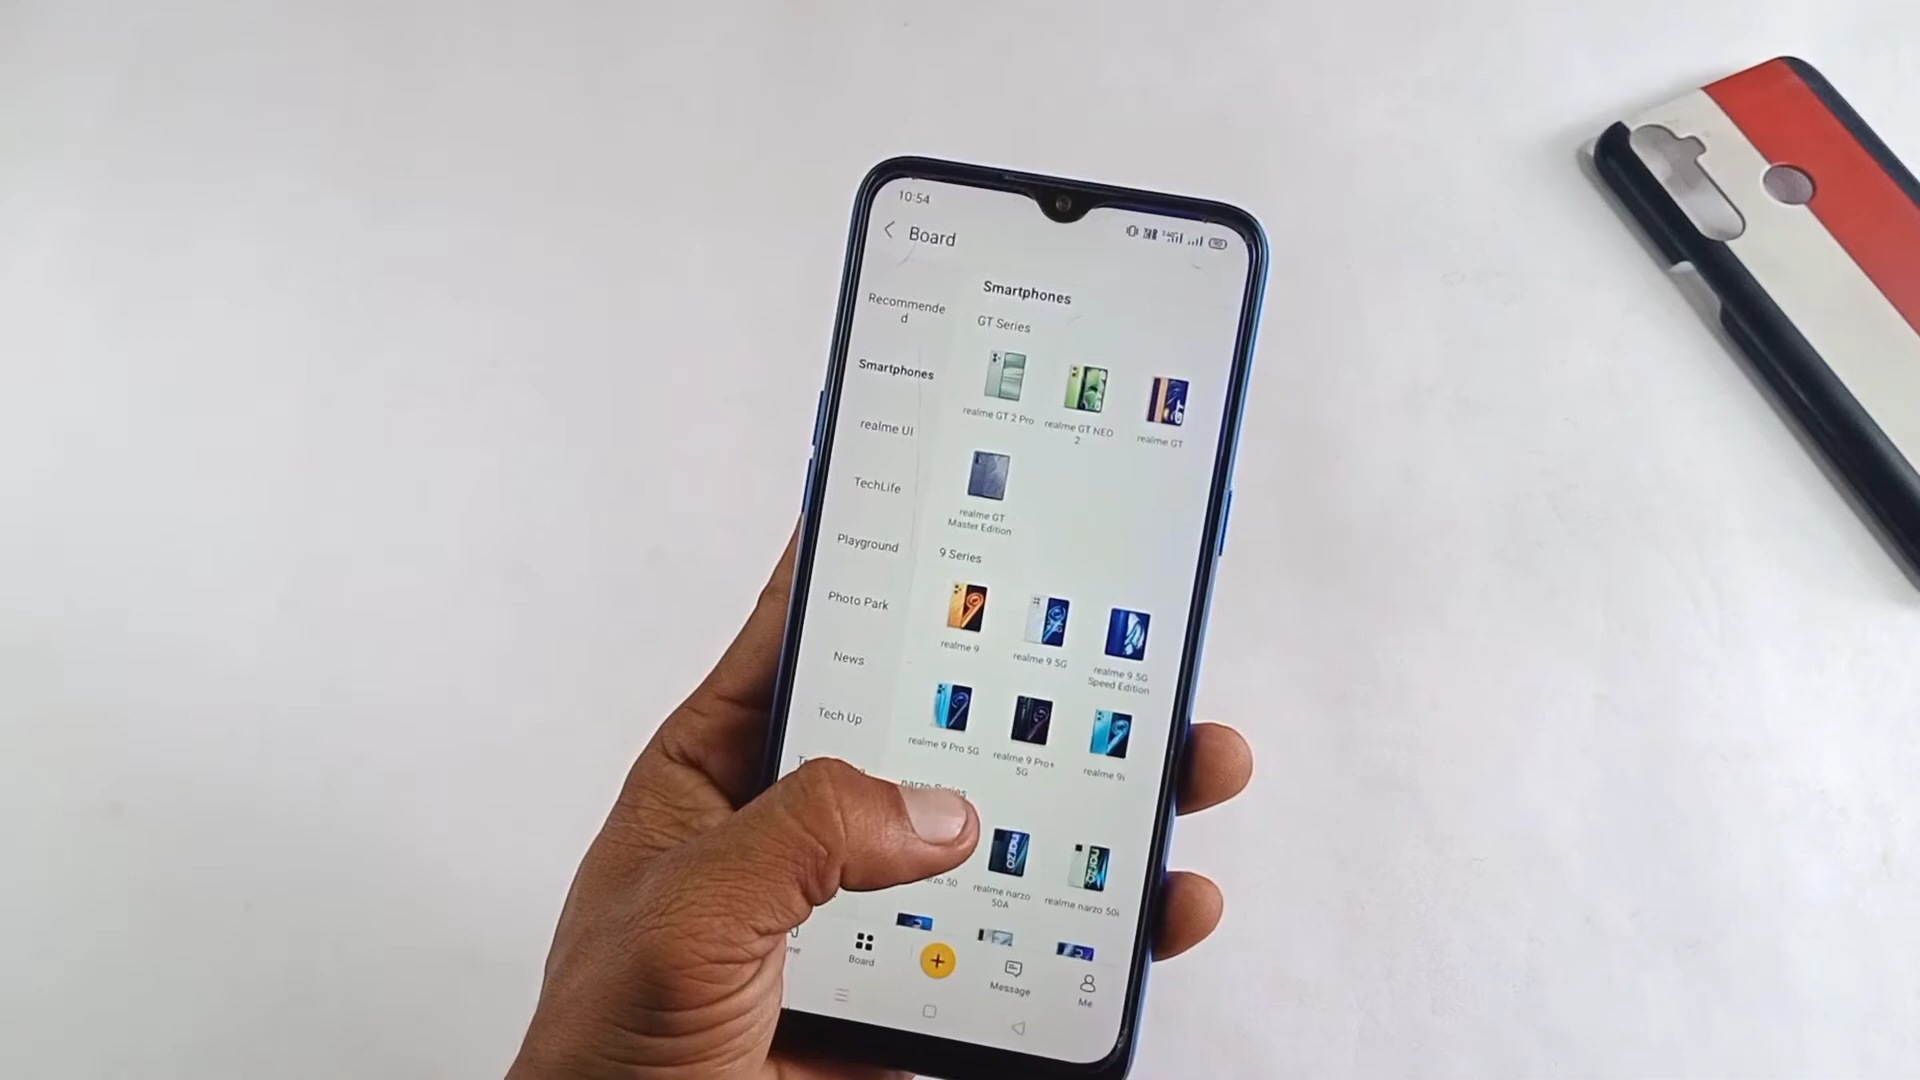 10:54
Board
Recommende
d
Smartphones
realme UI
TechLife
Playground
Photo Park
News
Tech Up
Smartphones
GT Series
realme GT 2 Pro
realme GT NEO
2
realme GT
realme GT
Master Edition
9 Series
realme 9
realme 9 5G
realme 9 5G
Speed Edition
realme 9 Pro 5G
realme 9 Pro+
5G
realme 9i
narzo Series
50
realme narzo
50A
realme narzo 50i
Board
+
Message
Me